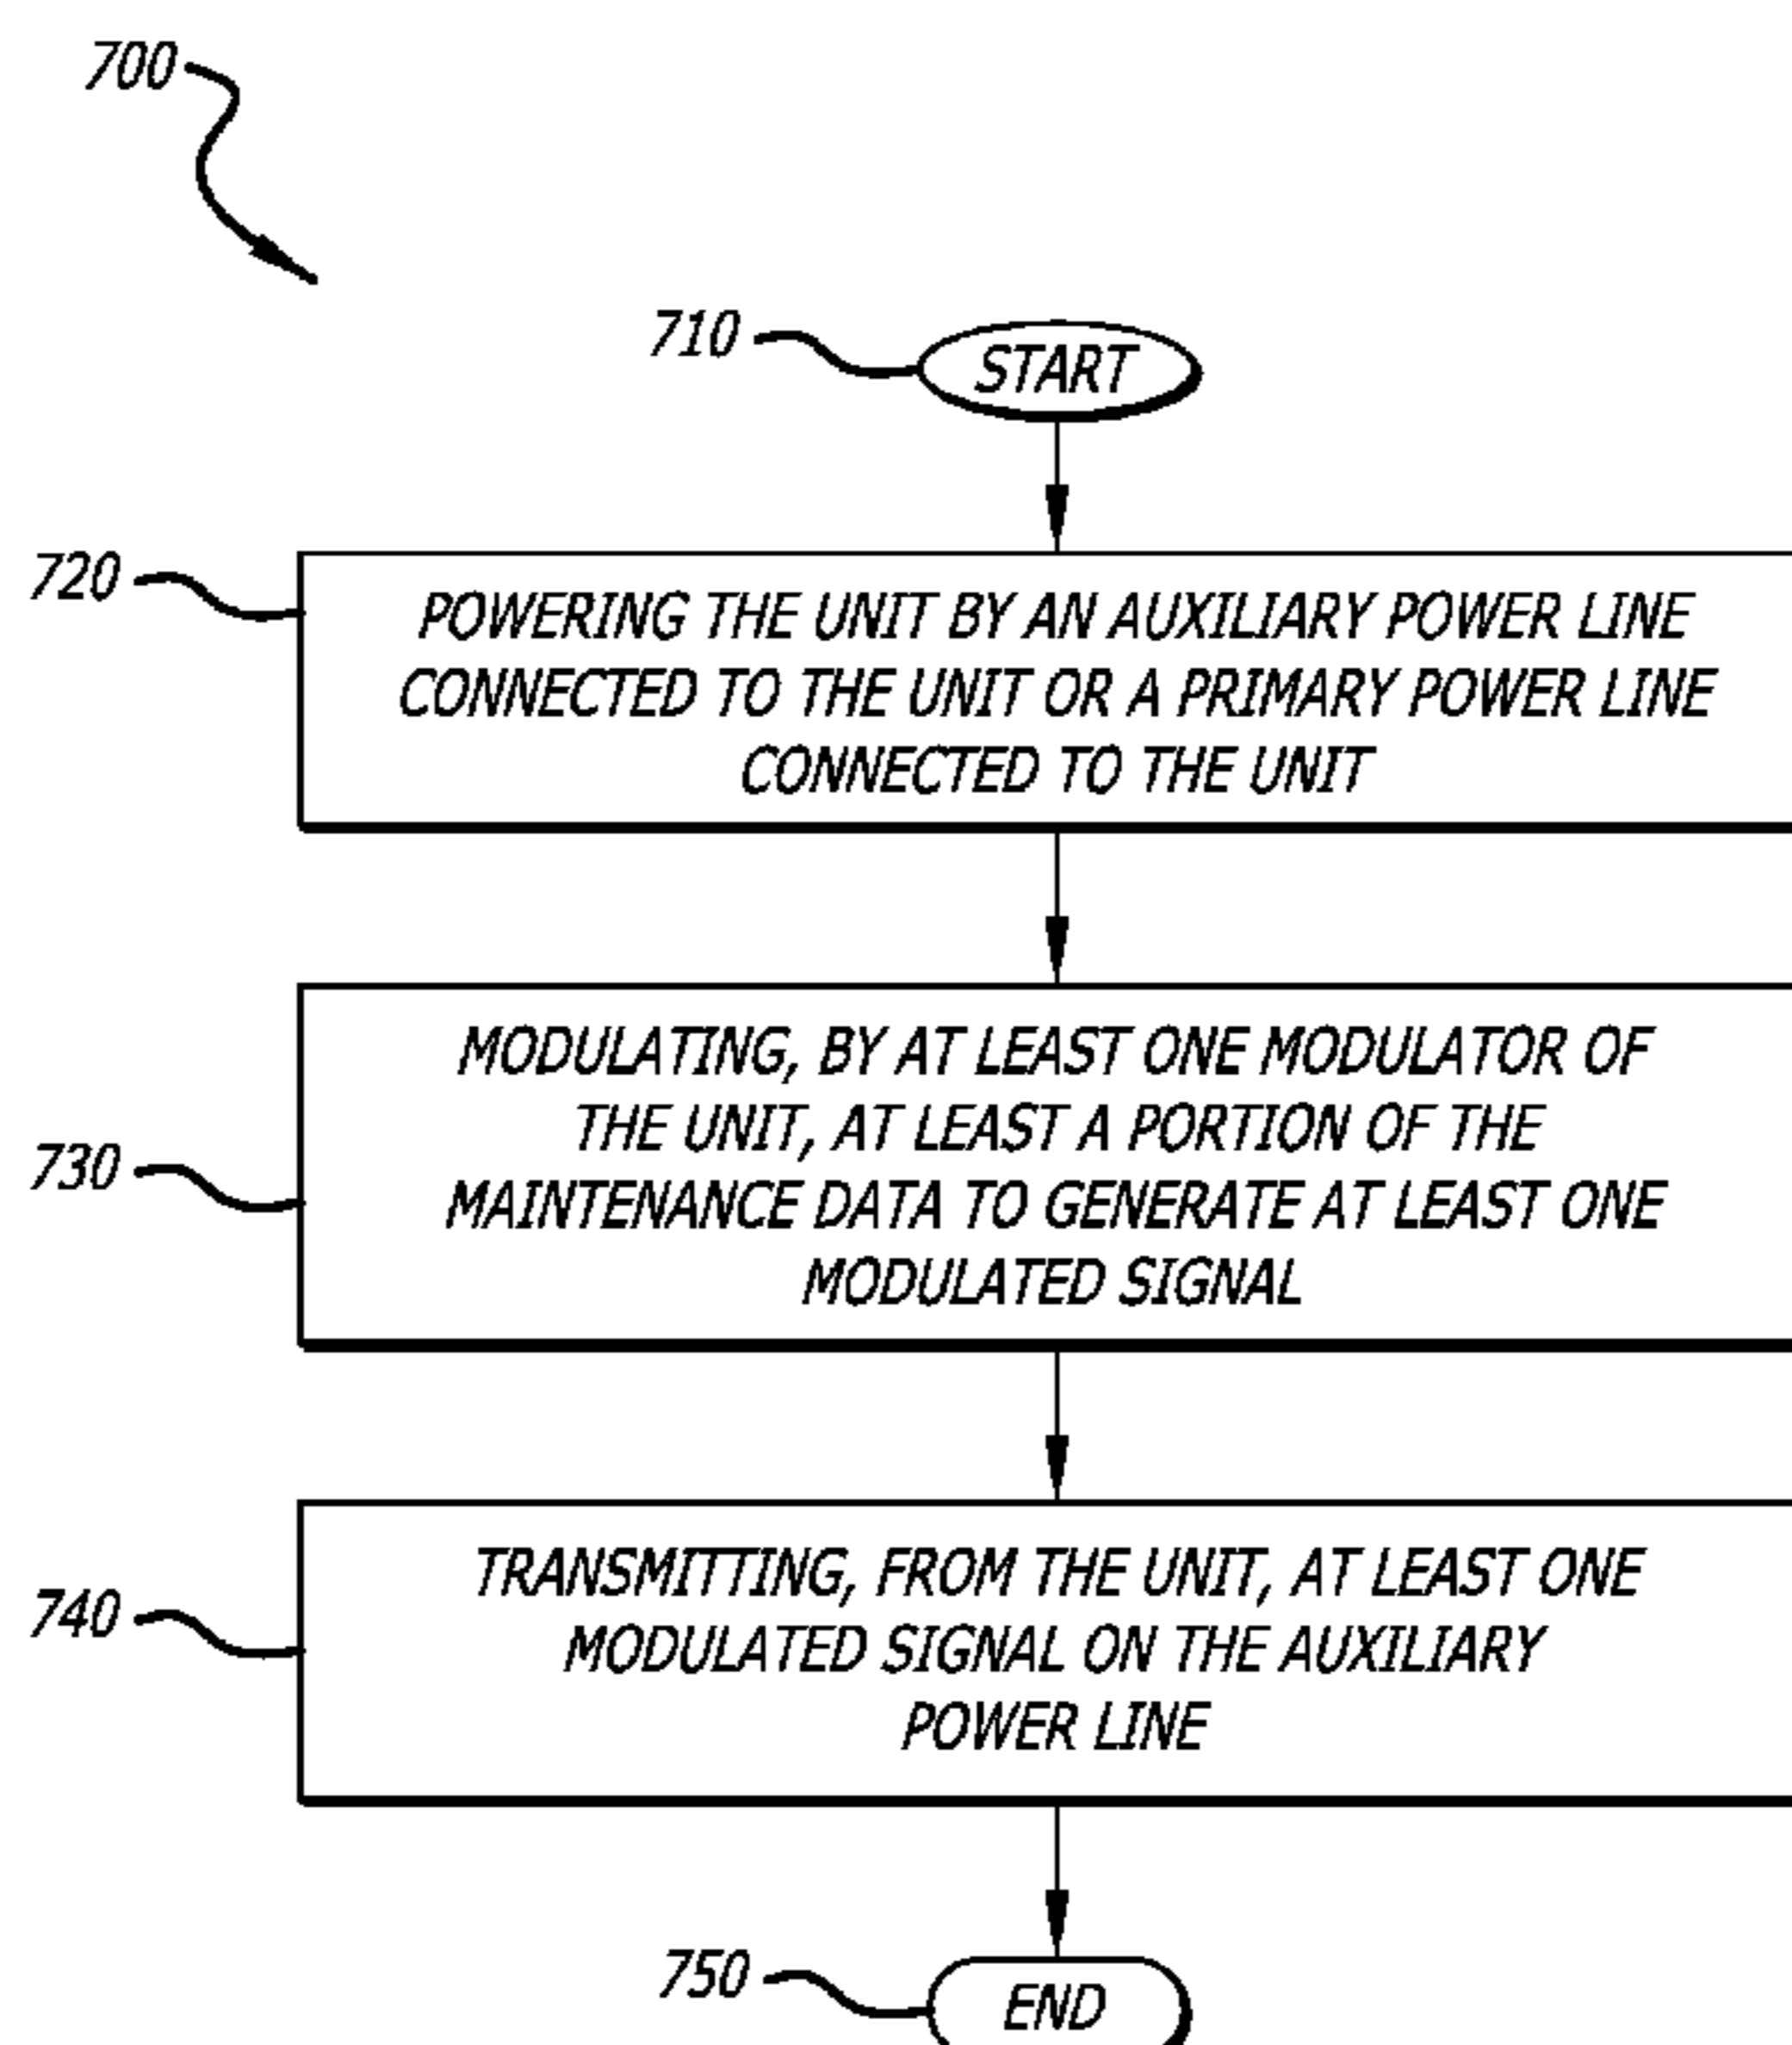 700
710
START
720
POWERING THE UNIT BY AN AUXILIARY POWER LINE
CONNECTED TO THE UNIT OR A PRIMARY POWER LINE
CONNECTED TO THE UNIT
MODULATING, BY AT LEAST ONE MODULATOR OF
THE UNIT, AT LEAST A PORTION OF THE
730
MAINTENANCE DATA TO GENERATE AT LEAST ONE
MODULATED SIGNAL
TRANSMITTING, FROM THE UNIT, AT LEAST ONE
740
MODULATED SIGNAL ON THE AUXILIARY
POWER LINE
750
END